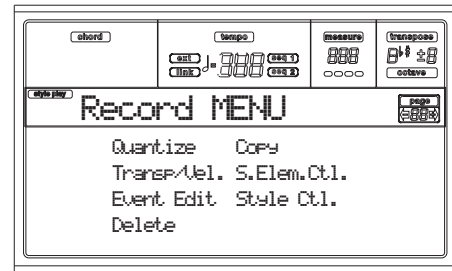 chord tempo measure transpose
ext seq 1
link seq 2
octave
style play Record MENU page
Quantize Copy
Transp/Vel. S.Elem.Ctl.
Event Edit Style Ctl.
Delete